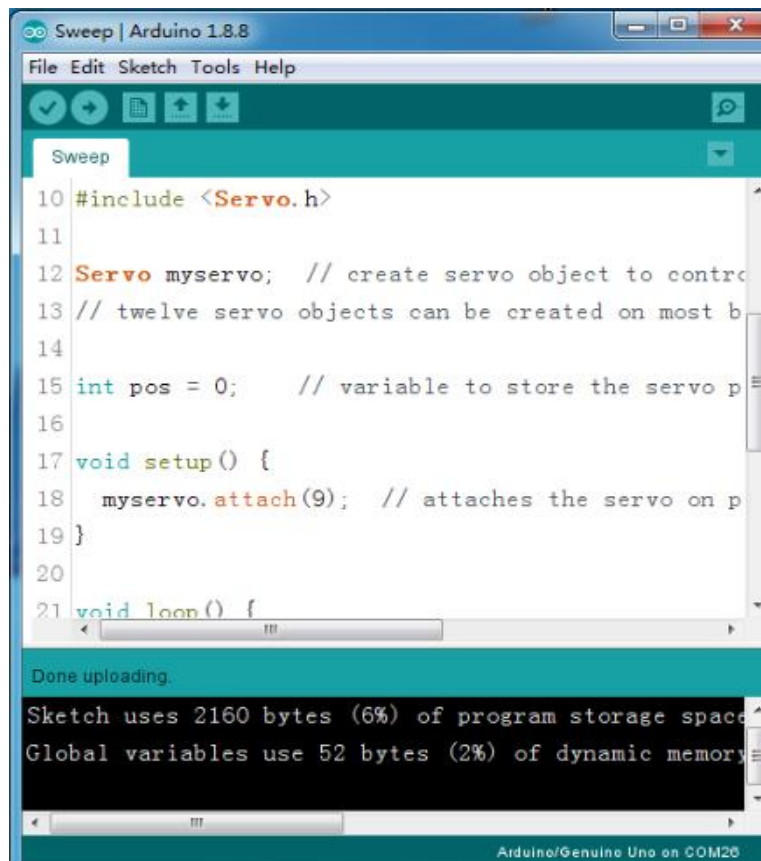 Sweep | Arduino 1.8.8
File Edit Sketch Tools Help
Sweep
10 #include <Servo.h>
11
12 Servo myservo;  // create servo object to contro
13 // twelve servo objects can be created on most b
14
15 int pos = 0;    // variable to store the servo p
16
17 void setup() {
18   myservo.attach(9);  // attaches the servo on p
19 }
20
21 void loop() {
Done uploading.
Sketch uses 2160 bytes (6%) of program storage space
Global variables use 52 bytes (2%) of dynamic memory
Arduino/Genuino Uno on COM26